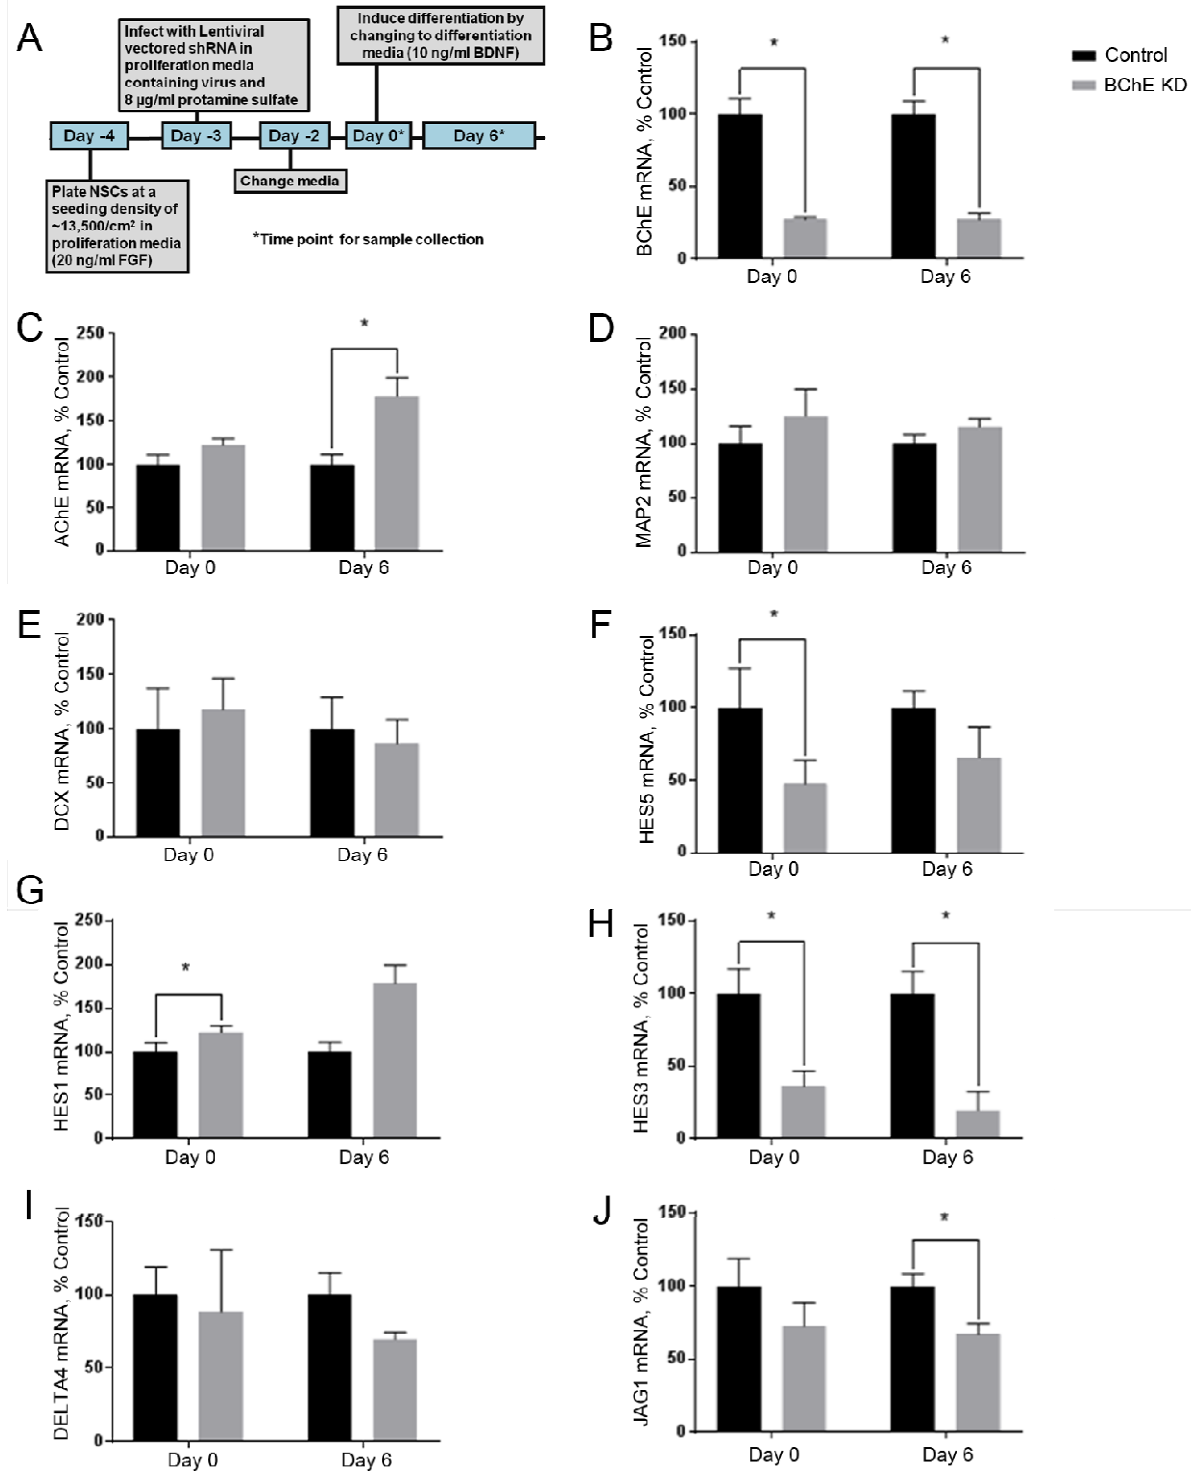 A
Infect with Lentiviral
vectored shRNA in
proliferation media
containing virus and
8 µg/ml protamine sulfate
Induce differentiation by
changing to differentiation
media (10 ng/ml BDNF)
Day -4
Day -3
Day -2
Day 0*
Day 6*
Change media
Plate NSCs at a
seeding density of
~13,500/cm² in
proliferation media
(20 ng/ml FGF)
*Time point for sample collection
B
BChE mRNA, % Control
150
100
50
0
*
*
Day 0
Day 6
Control
BChE KD
C
AChE mRNA, % Control
250
200
150
100
50
0
*
Day 0
Day 6
D
MAP2 mRNA, % Control
200
150
100
50
0
Day 0
Day 6
E
DCX mRNA, % Control
200
150
100
50
0
Day 0
Day 6
F
HES5 mRNA, % Control
150
100
50
0
*
Day 0
Day 6
G
HES1 mRNA, % Control
250
200
150
100
50
0
*
Day 0
Day 6
H
HES3 mRNA, % Control
150
100
50
0
*
*
Day 0
Day 6
I
DELTA4 mRNA, % Control
150
100
50
0
Day 0
Day 6
J
JAG1 mRNA, % Control
150
100
50
0
*
Day 0
Day 6